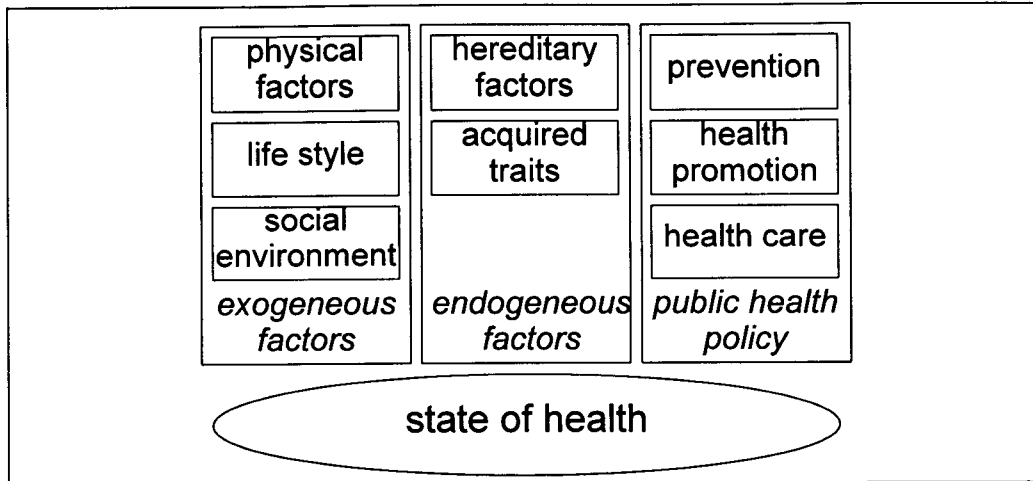 physical
factors
life style
social
environment
exogeneous
factors
hereditary
factors
acquired
traits
endogeneous
factors
prevention
health
promotion
health care
public health
policy
state of health